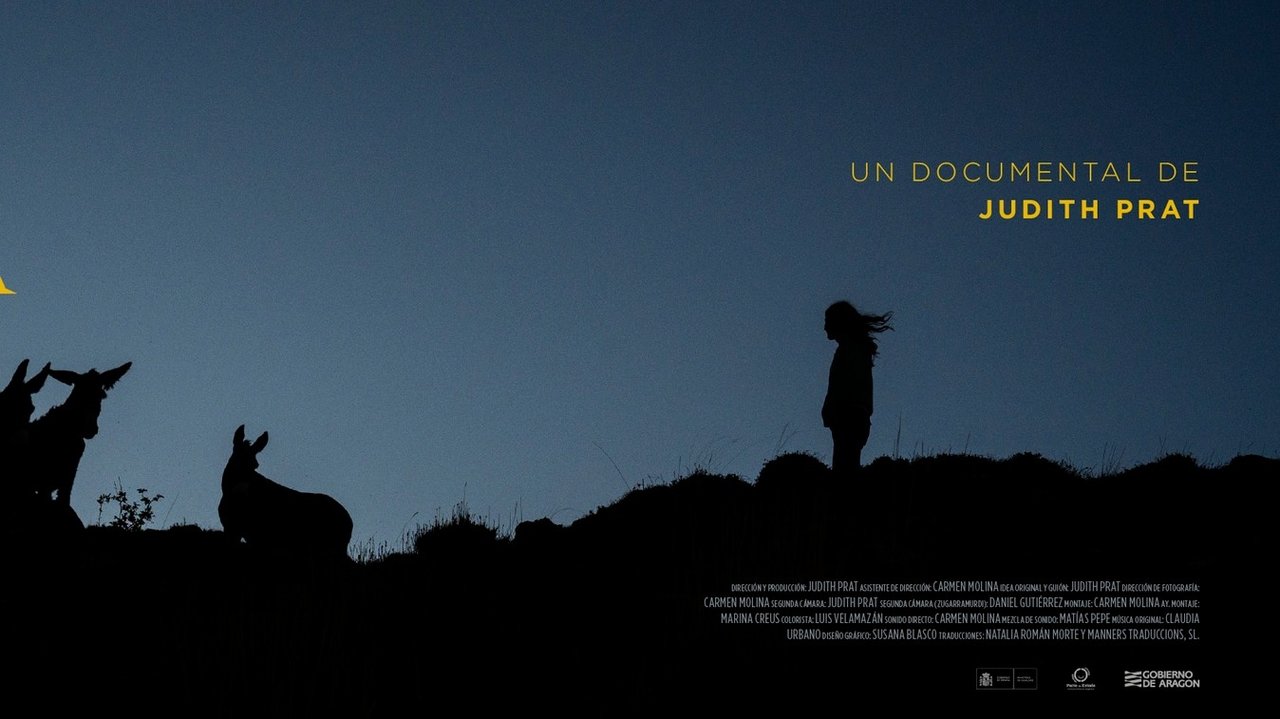 UN DOCUMENTAL DE
JUDITH PRAT
DIRECCIÓN Y PRODUCCIÓN: JUDITH PRAT ASISTENTE DE DIRECCIÓN: CARMEN MOLINA IDEA ORIGINAL Y GUIÓN: JUDITH PRAT DIRECCIÓN DE FOTOGRAFÍA:
CARMEN MOLINA SEGUNDA CÁMARA: JUDITH PRAT SEGUNDA CÁMARA (ZUGARRAMURDI): DANIEL GUTIÉRREZ MONTAJE: CARMEN MOLINA AY. MONTAJE:
MARINA CREUS COLORISTA: LUIS VELAMAZÁN SONIDO DIRECTO: CARMEN MOLINA MEZCLA DE SONIDO: MATÍAS PEPE MÚSICA ORIGINAL: CLAUDIA
URBANO DISEÑO GRÁFICO: SUSANA BLASCO TRADUCCIONES: NATALIA ROMÁN MORTE Y MANNERS TRADUCCIONS, SL.
GOBIERNO
DE ARAGON